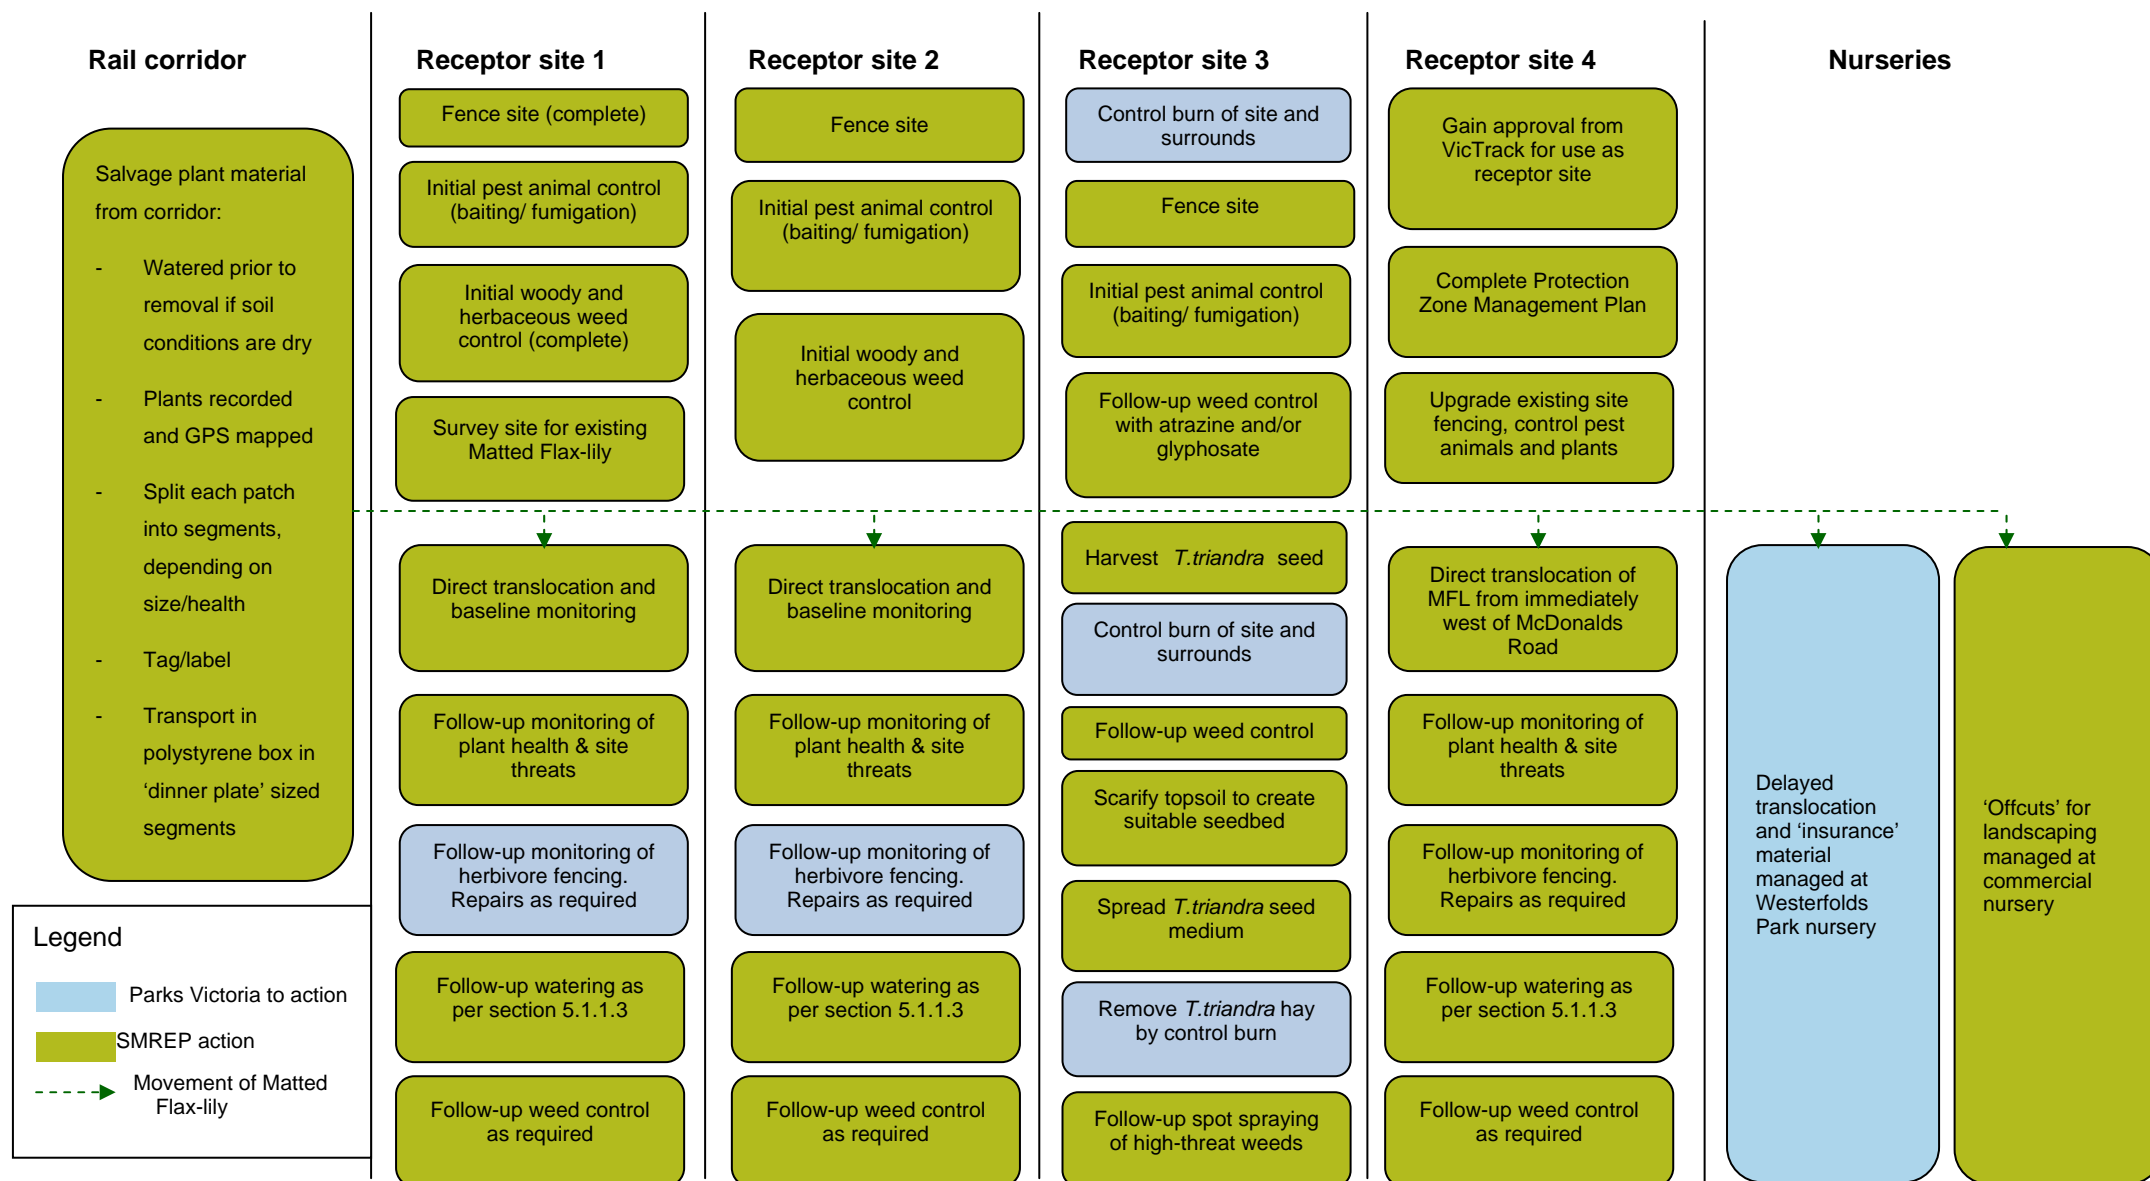 Rail corridor
Salvage plant material
from corridor:
- Watered prior to
removal if soil
conditions are dry
- Plants recorded
and GPS mapped
- Split each patch
into segments,
depending on
size/health
- Tag/label
- Transport in
polystyrene box in
‘dinner plate’ sized
segments
Legend
Parks Victoria to action
SMREP action
Movement of Matted
Flax-lily
Receptor site 1
Fence site (complete)
Initial pest animal control
(baiting/ fumigation)
Initial woody and
herbaceous weed
control (complete)
Survey site for existing
Matted Flax-lily
Direct translocation and
baseline monitoring
Follow-up monitoring of
plant health & site
threats
Follow-up monitoring of
herbivore fencing.
Repairs as required
Follow-up watering as
per section 5.1.1.3
Follow-up weed control
as required
Receptor site 2
Fence site
Initial pest animal control
(baiting/ fumigation)
Initial woody and
herbaceous weed
control
Direct translocation and
baseline monitoring
Follow-up monitoring of
plant health & site
threats
Follow-up monitoring of
herbivore fencing.
Repairs as required
Follow-up watering as
per section 5.1.1.3
Follow-up weed control
as required
Receptor site 3
Control burn of site and
surrounds
Fence site
Initial pest animal control
(baiting/ fumigation)
Follow-up weed control
with atrazine and/or
glyphosate
Harvest T.triandra seed
Control burn of site and
surrounds
Follow-up weed control
Scarify topsoil to create
suitable seedbed
Spread T.triandra seed
medium
Remove T.triandra hay
by control burn
Follow-up spot spraying
of high-threat weeds
Receptor site 4
Gain approval from
VicTrack for use as
receptor site
Complete Protection
Zone Management Plan
Upgrade existing site
fencing, control pest
animals and plants
Direct translocation of
MFL from immediately
west of McDonalds
Road
Follow-up monitoring of
plant health & site
threats
Follow-up monitoring of
herbivore fencing.
Repairs as required
Follow-up watering as
per section 5.1.1.3
Follow-up weed control
as required
Nurseries
Delayed
translocation
and ‘insurance’
material
managed at
Westerfolds
Park nursery
‘Offcuts’ for
landscaping
managed at
commercial
nursery